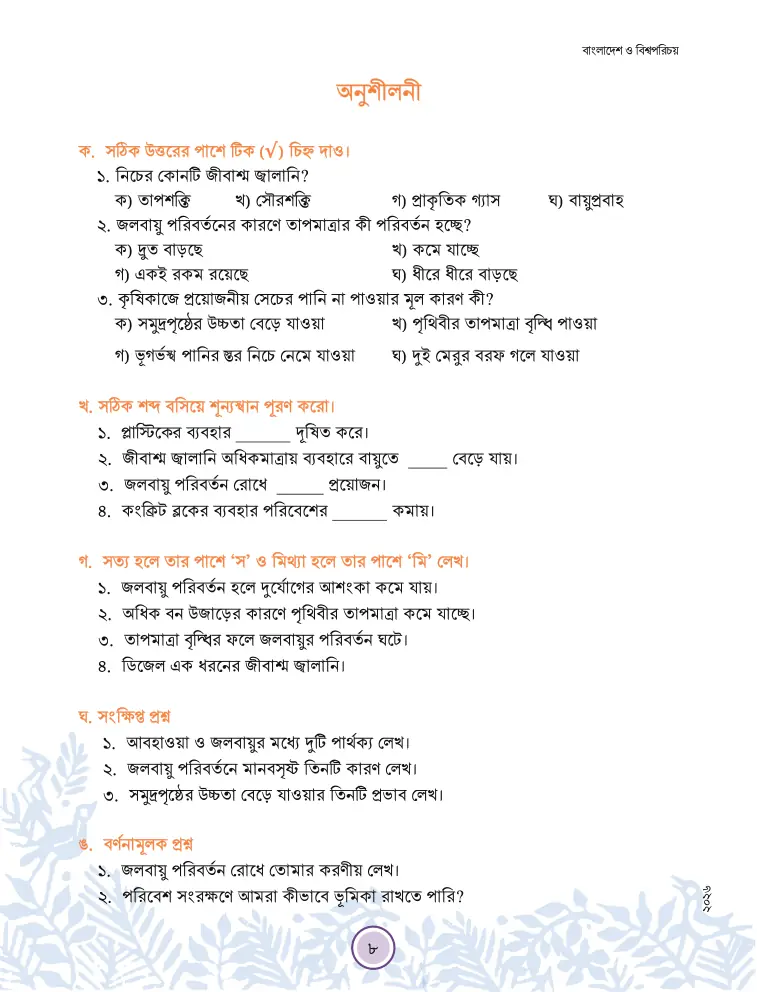 বাংলাদেশ ও বিশ্বপরিচয়
অনুশীলনী
ক. সঠিক উত্তরের পাশে টিক (√) চিহ্ন দাও।
১. নিচের কোনটি জীবাশ্ম জ্বালানি?
ক) তাপশক্তি খ) সৌরশক্তি গ) প্রাকৃতিক গ্যাস ঘ) বায়ুপ্রবাহ
২. জলবায়ু পরিবর্তনের কারণে তাপমাত্রার কী পরিবর্তন হচ্ছে?
ক) দ্রুত বাড়ছে খ) কমে যাচ্ছে
গ) একই রকম রয়েছে ঘ) ধীরে ধীরে বাড়ছে
৩. কৃষিকাজে প্রয়োজনীয় সেচের পানি না পাওয়ার মূল কারণ কী?
ক) সমুদ্রপৃষ্ঠের উচ্চতা বেড়ে যাওয়া খ) পৃথিবীর তাপমাত্রা বৃদ্ধি পাওয়া
গ) ভূগর্ভস্থ পানির স্তর নিচে নেমে যাওয়া ঘ) দুই মেরুর বরফ গলে যাওয়া
খ. সঠিক শব্দ বসিয়ে শূন্যস্থান পূরণ করো।
১. প্লাস্টিকের ব্যবহার _______ দূষিত করে।
২. জীবাশ্ম জ্বালানি অধিকমাত্রায় ব্যবহারে বায়ুতে _____ বেড়ে যায়।
৩. জলবায়ু পরিবর্তন রোধে ______ প্রয়োজন।
৪. কংক্রিট ব্লকের ব্যবহার পরিবেশের _______ কমায়।
গ. সত্য হলে তার পাশে ‘স’ ও মিথ্যা হলে তার পাশে ‘মি’ লেখ।
১. জলবায়ু পরিবর্তন হলে দুর্যোগের আশংকা কমে যায়।
২. অধিক বন উজাড়ের কারণে পৃথিবীর তাপমাত্রা কমে যাচ্ছে।
৩. তাপমাত্রা বৃদ্ধির ফলে জলবায়ুর পরিবর্তন ঘটে।
৪. ডিজেল এক ধরনের জীবাশ্ম জ্বালানি।
ঘ. সংক্ষিপ্ত প্রশ্ন
১. আবহাওয়া ও জলবায়ুর মধ্যে দুটি পার্থক্য লেখ।
২. জলবায়ু পরিবর্তনে মানবসৃষ্ট তিনটি কারণ লেখ।
৩. সমুদ্রপৃষ্ঠের উচ্চতা বেড়ে যাওয়ার তিনটি প্রভাব লেখ।
ঙ. বর্ণনামূলক প্রশ্ন
১. জলবায়ু পরিবর্তন রোধে তোমার করণীয় লেখ।
২. পরিবেশ সংরক্ষণে আমরা কীভাবে ভূমিকা রাখতে পারি?
২০২৬
৮